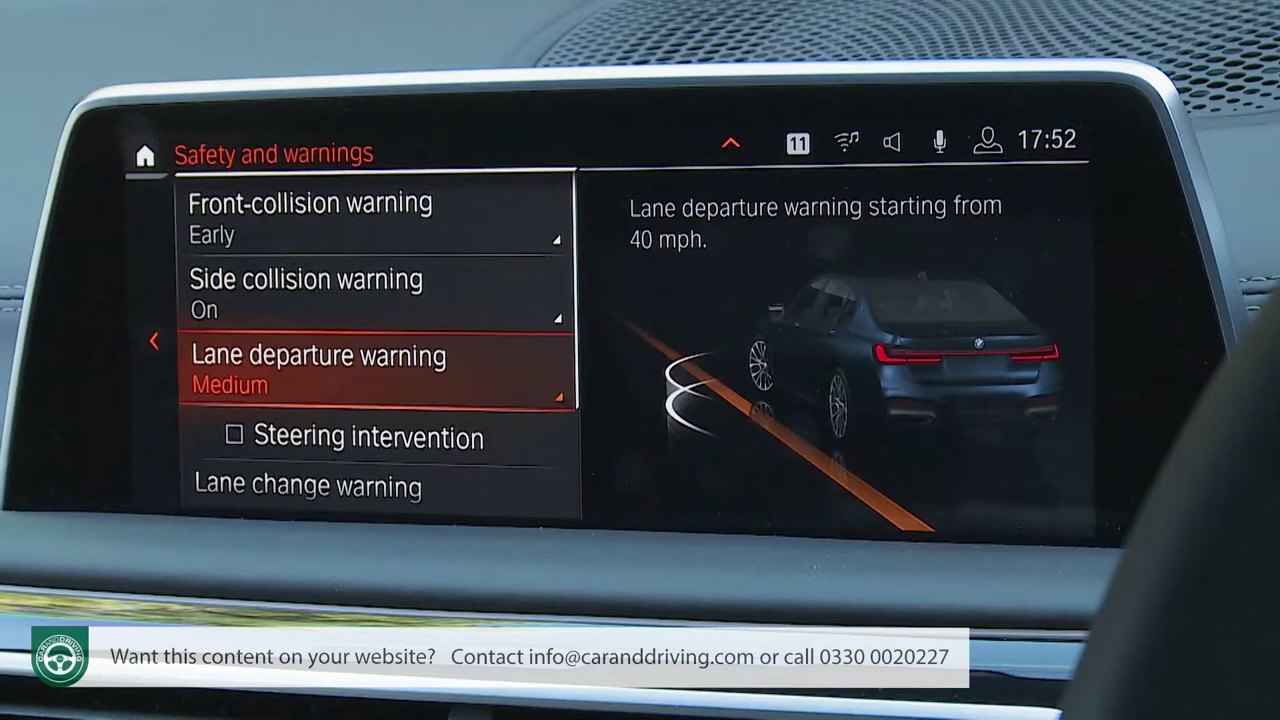 Safety and warnings
11
17:52
Front-collision warning
Early
Side collision warning
On
Lane departure warning
Medium
Steering intervention
Lane change warning
Lane departure warning starting from
40 mph.
CARANDDRIVING
Want this content on your website? Contact info@caranddriving.com or call 0330 0020227